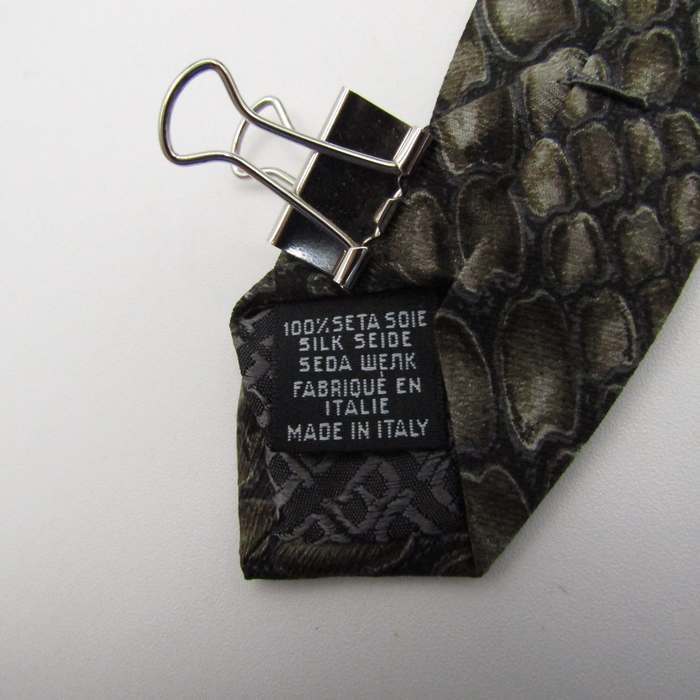 100% SETA SOIE
SILK SEIDE
SEDA ШЕЛК
FABRIQUÉ EN
ITALIE
MADE IN ITALY